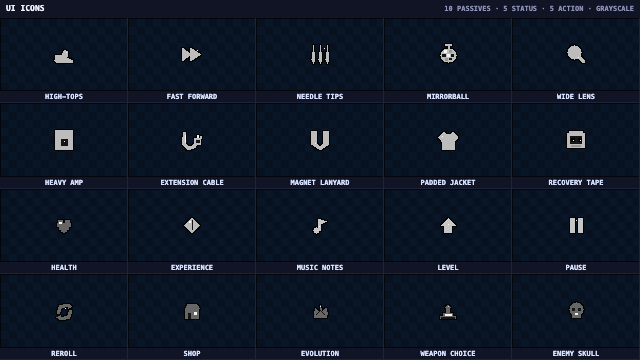 UI ICONS
10 PASSIVES · 5 STATUS · 5 ACTION · GRAYSCALE
HIGH-TOPS
FAST FORWARD
NEEDLE TIPS
MIRRORBALL
WIDE LENS
HEAVY AMP
EXTENSION CABLE
MAGNET LANYARD
PADDED JACKET
RECOVERY TAPE
HEALTH
EXPERIENCE
MUSIC NOTES
LEVEL
PAUSE
REROLL
SHOP
EVOLUTION
WEAPON CHOICE
ENEMY SKULL